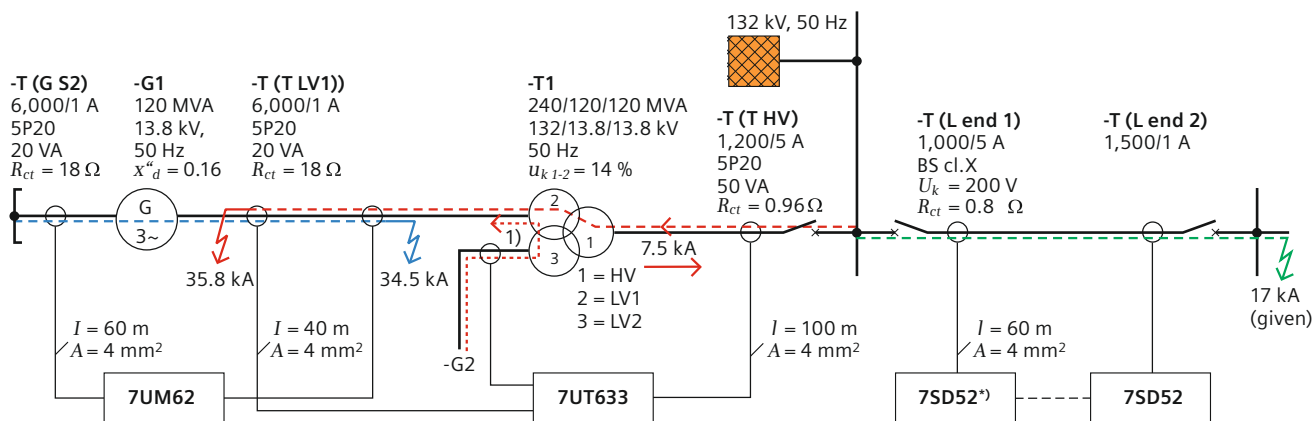 132 kV, 50 Hz
-T (G S2)
6,000/1 A
5P20
20 VA
Rct = 18 Ω
-G1
120 MVA
13.8 kV,
50 Hz
x“d = 0.16
-T (T LV1))
6,000/1 A
5P20
20 VA
Rct = 18 Ω
-T1
240/120/120 MVA
132/13.8/13.8 kV
50 Hz
uk 1-2 = 14 %
-T (T HV)
1,200/5 A
5P20
50 VA
Rct = 0.96 Ω
-T (L end 1)
1,000/5 A
BS cl.X
Uk = 200 V
Rct = 0.8 Ω
-T (L end 2)
1,500/1 A
G
3~
2
1
3
1)
35.8 kA
34.5 kA
7.5 kA
1 = HV
2 = LV1
3 = LV2
17 kA
(given)
-G2
I = 60 m
A = 4 mm²
I = 40 m
A = 4 mm²
l = 100 m
A = 4 mm²
l = 60 m
A = 4 mm²
7UM62
7UT633
7SD52*)
7SD52